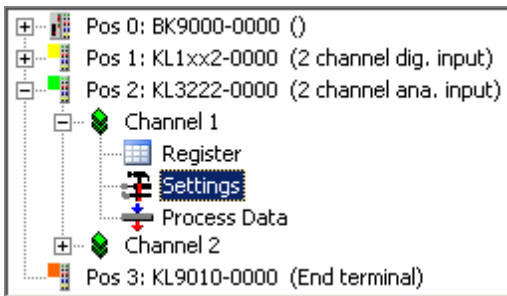 Pos 0: BK9000-0000 ()
Pos 1: KL1xx2-0000 (2 channel dig. input)
Pos 2: KL3222-0000 (2 channel ana. input)
Channel 1
Register
Settings
Process Data
Channel 2
Pos 3: KL9010-0000 (End terminal)